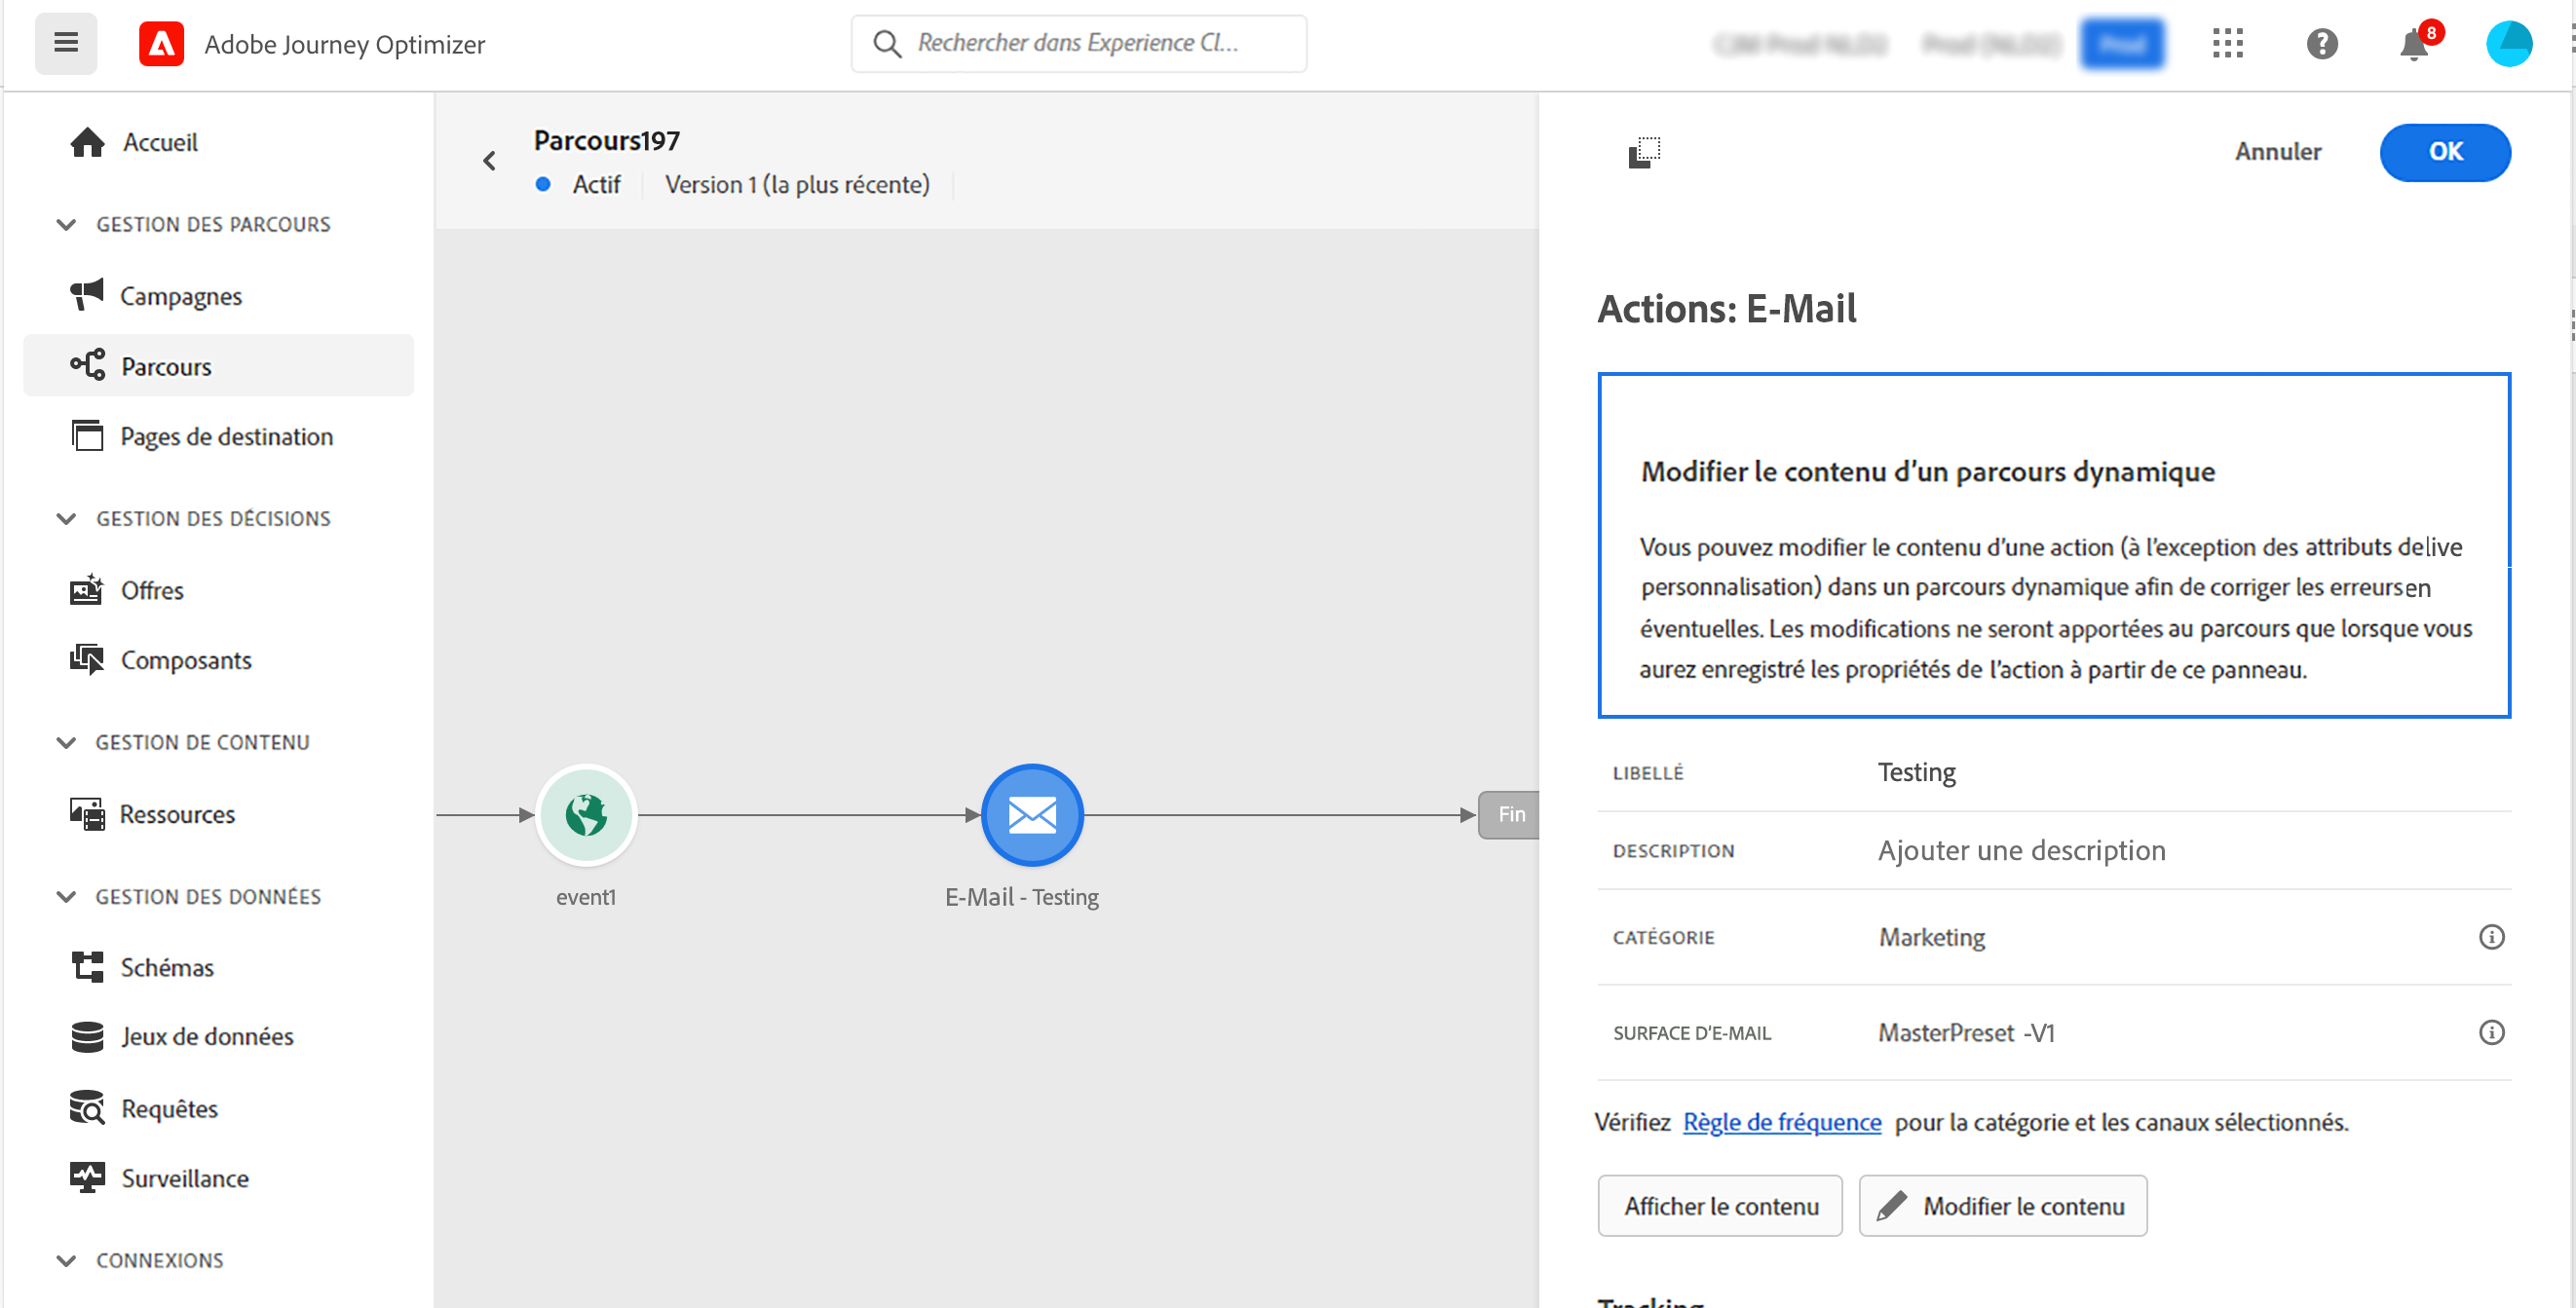 Adobe Journey Optimizer
Rechercher dans Experience Cl...
8
Accueil
GESTION DES PARCOURS
Campagnes
Parcours
Pages de destination
GESTION DES DÉCISIONS
Offres
Composants
GESTION DE CONTENU
Ressources
GESTION DES DONNÉES
Schémas
Jeux de données
Requêtes
Surveillance
CONNEXIONS
Parcours197
Actif
Version 1 (la plus récente)
event1
E-Mail - Testing
Fin
Annuler
OK
Actions: E-Mail
Modifier le contenu d’un parcours dynamique
Vous pouvez modifier le contenu d’une action (à l’exception des attributs delive
personnalisation) dans un parcours dynamique afin de corriger les erreursen
éventuelles. Les modifications ne seront apportées au parcours que lorsque vous
aurez enregistré les propriétés de l’action à partir de ce panneau.
LIBELLÉ Testing
DESCRIPTION Ajouter une description
CATÉGORIE Marketing
SURFACE D’E-MAIL MasterPreset -V1
Vérifiez Règle de fréquence pour la catégorie et les canaux sélectionnés.
Afficher le contenu
Modifier le contenu
Tracking